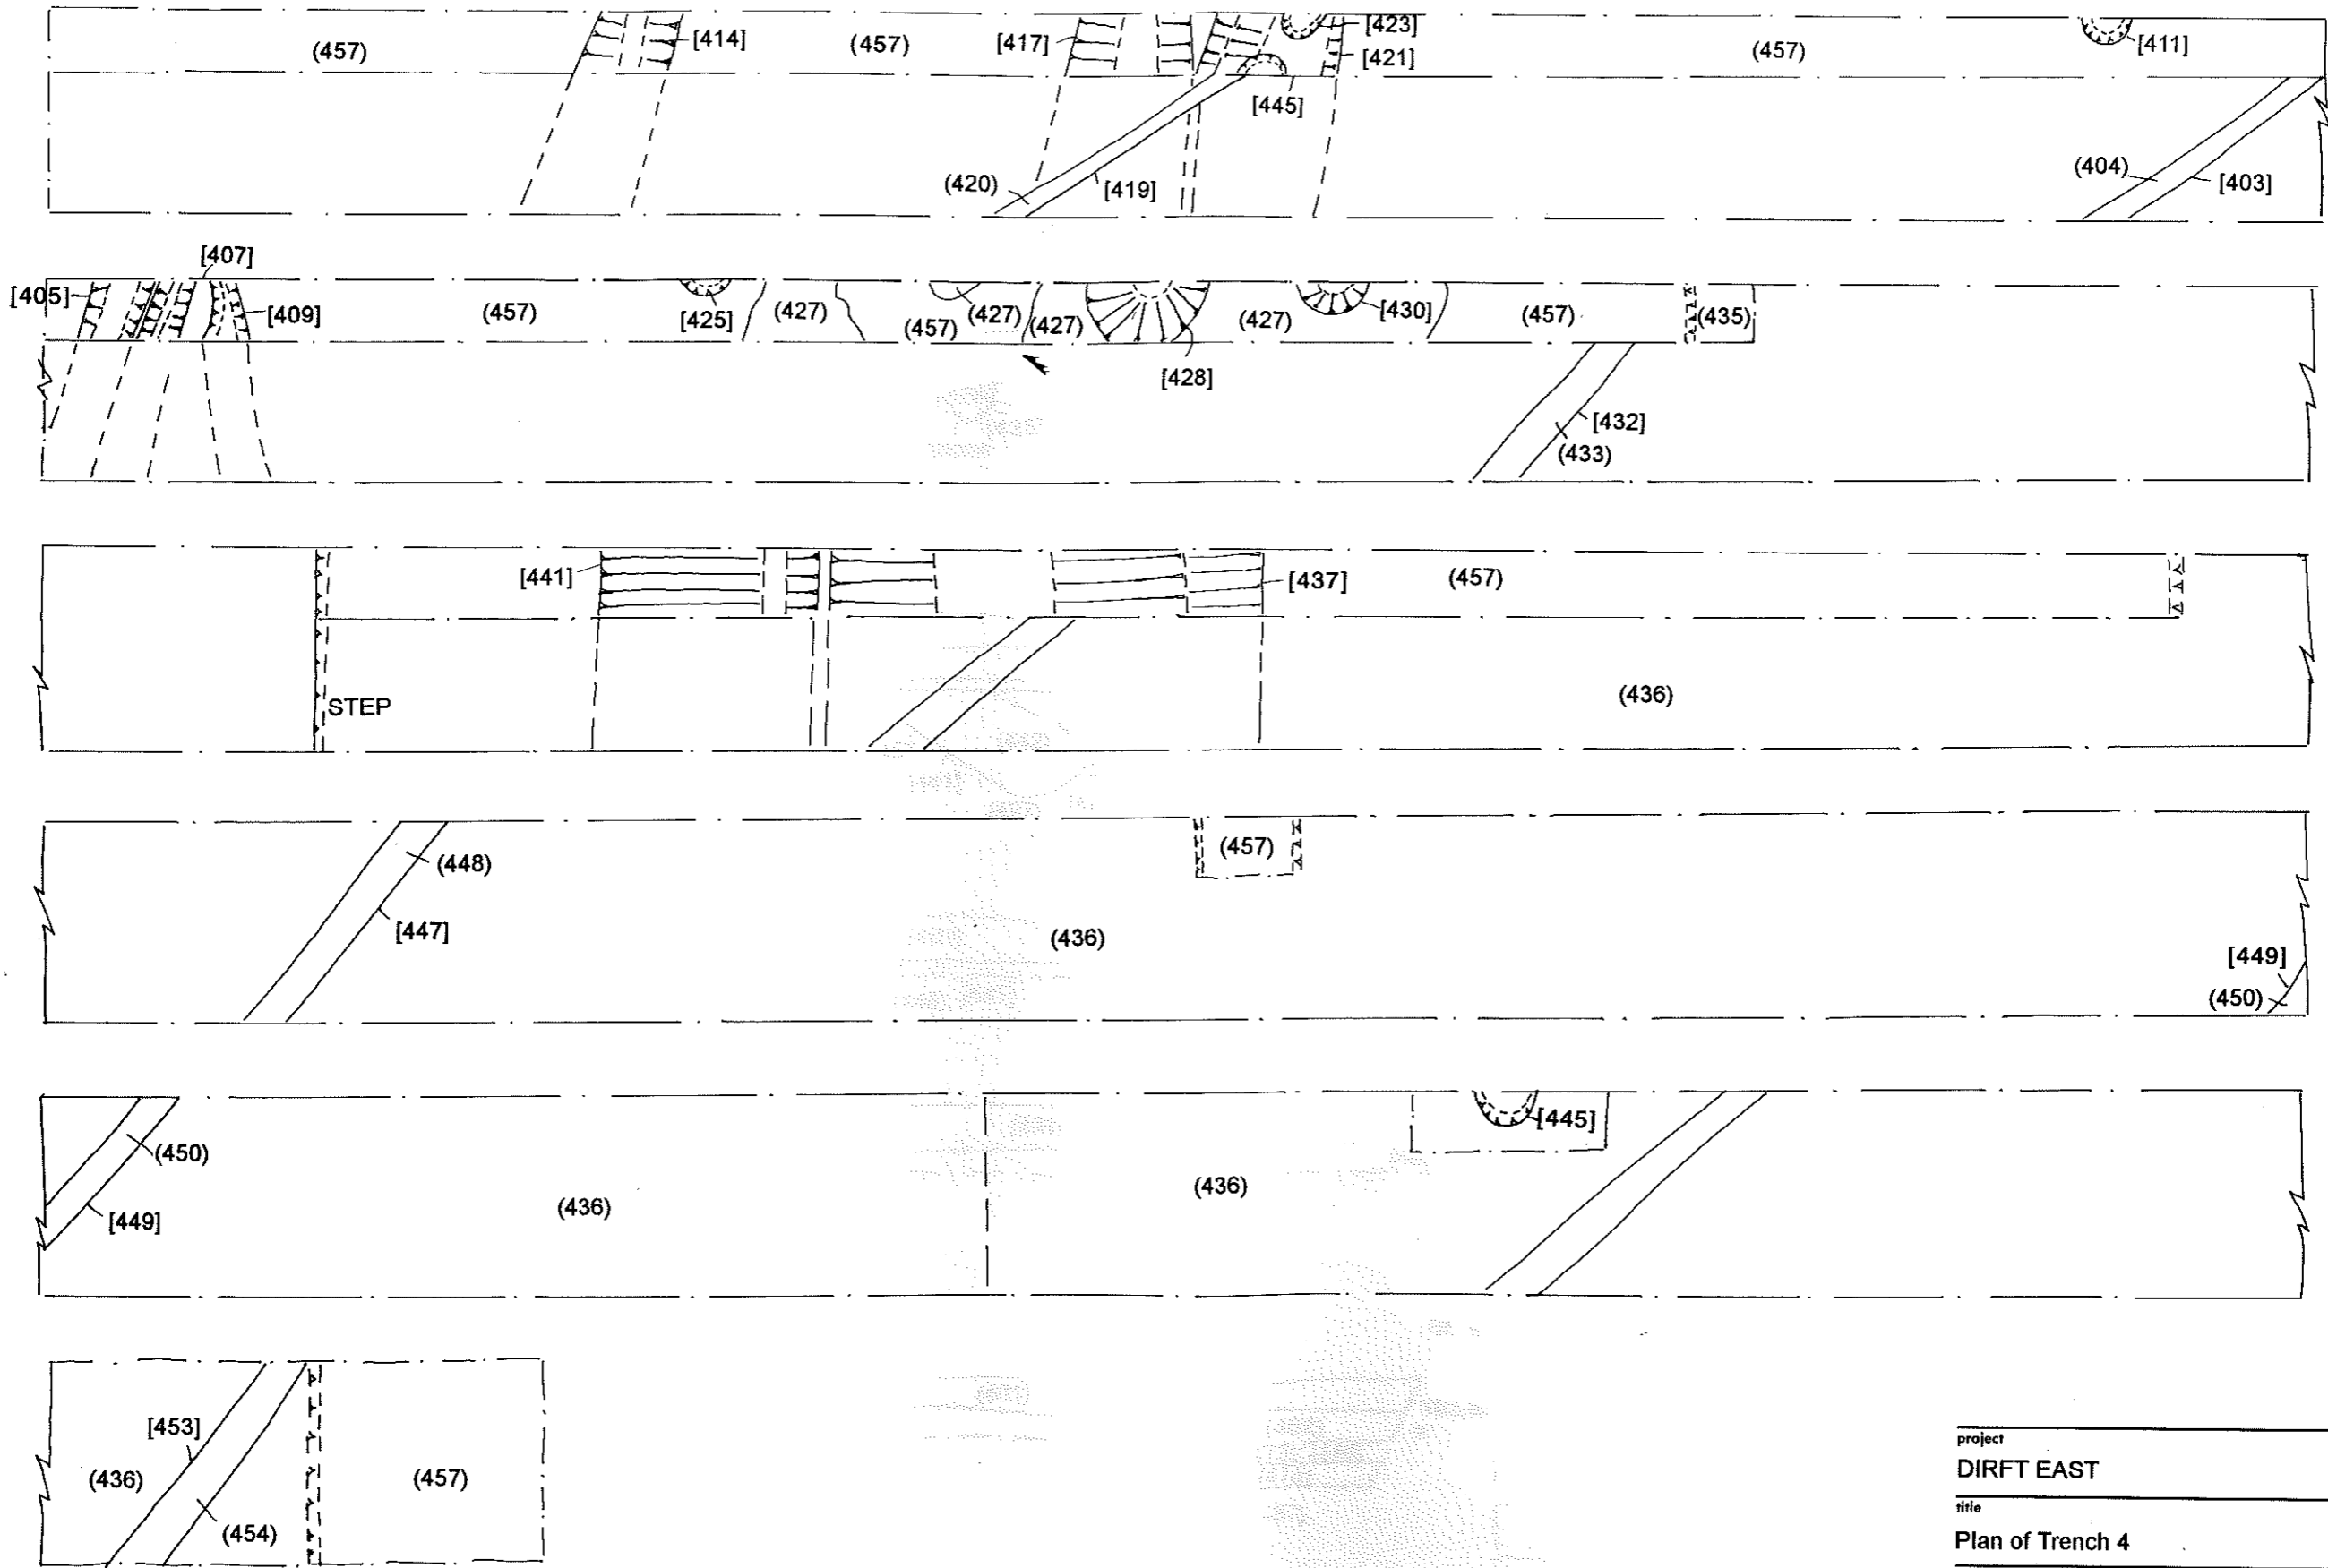 (457) [414] (457) [417] [423] [421] (457) [411]
[445]
(420) [419] (404) [403]
[407]
[405] [409] (457) [425] (427) (457) (427) (427) (427) [430] (457) (435)
[428]
[432]
(433)
[441] [437] (457)
STEP (436)
(448) (457)
[447] (436)
[449]
(450)
(450) [445]
[449] (436) (436)
[453]
(436) (457)
(454)
project
DIRFT EAST
title
Plan of Trench 4